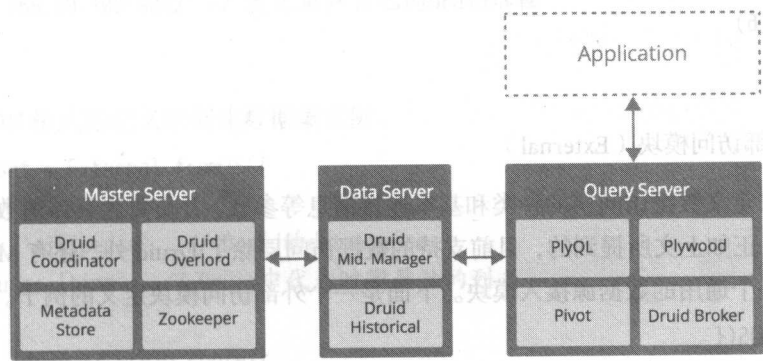 Application
Master Server
Druid Coordinator
Druid Overlord
Metadata Store
Zookeeper
Data Server
Druid Mid. Manager
Druid Historical
Query Server
PlyQL
Plywood
Pivot
Druid Broker